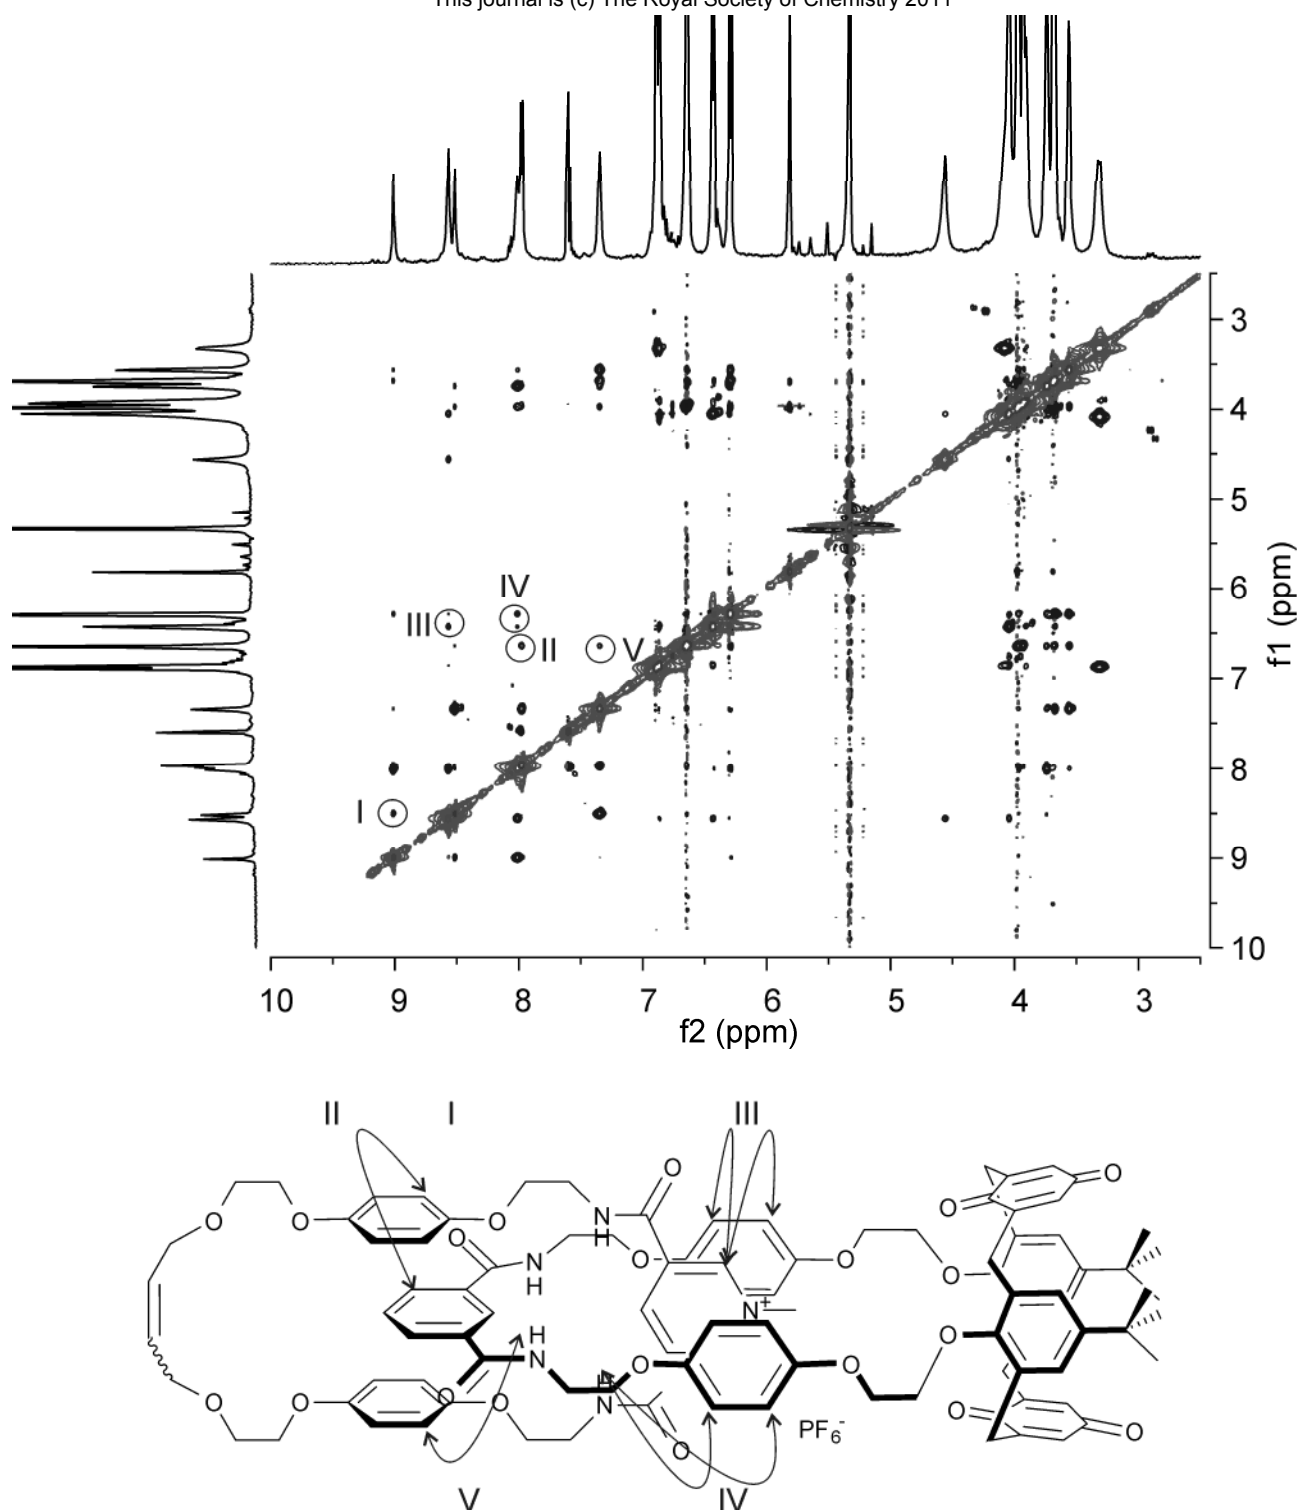 This journal is (c) The Royal Society of Chemistry 2011
3
4
5
6
7
8
9
10
f1 (ppm)
IV
III
II
V
I
10 9 8 7 6 5 4 3
f2 (ppm)
II I III
O
O
O
O
O
N
H
O
N
H
O
O
O
O
O
N+
H
N
O
O
O
O
O
O
O
N
H
O
O
O
PF6-
V IV